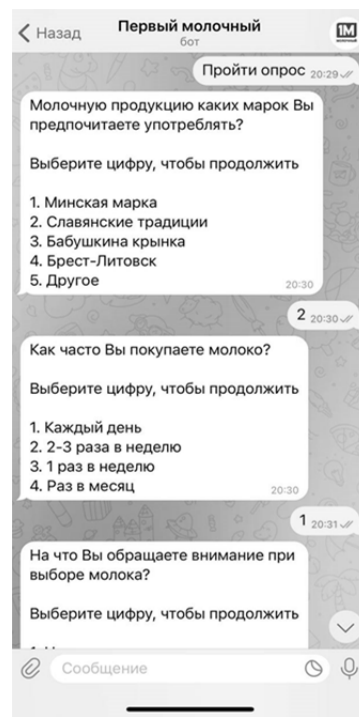 Назад
Первый молочный
бот
1М
Пройти опрос 20:29
Молочную продукцию каких марок Вы
предпочитаете употреблять?
Выберите цифру, чтобы продолжить
1. Минская марка
2. Славянские традиции
3. Бабушкина крынка
4. Брест-Литовск
5. Другое
20:30
2 20:30
Как часто Вы покупаете молоко?
Выберите цифру, чтобы продолжить
1. Каждый день
2. 2-3 раза в неделю
3. 1 раз в неделю
4. Раз в месяц
20:30
1 20:31
На что Вы обращаете внимание при
выборе молока?
Выберите цифру, чтобы продолжить
Сообщение